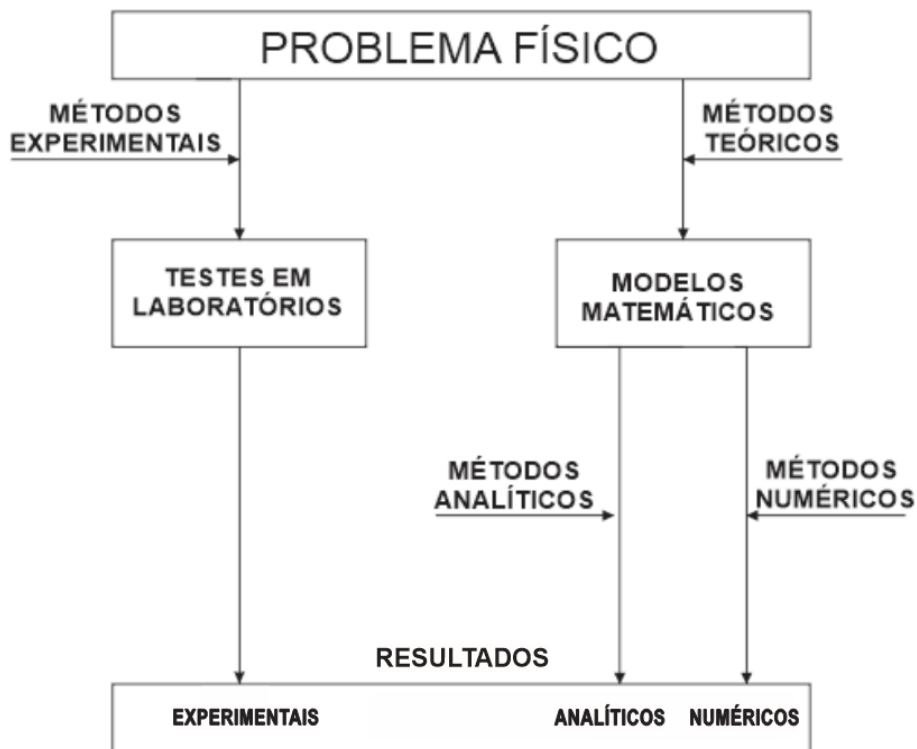 PROBLEMA FÍSICO
MÉTODOS
EXPERIMENTAIS
MÉTODOS
TEÓRICOS
TESTES EM
LABORATÓRIOS
MODELOS
MATEMÁTICOS
MÉTODOS
ANALÍTICOS
MÉTODOS
NUMÉRICOS
RESULTADOS
EXPERIMENTAIS
ANALÍTICOS
NUMÉRICOS